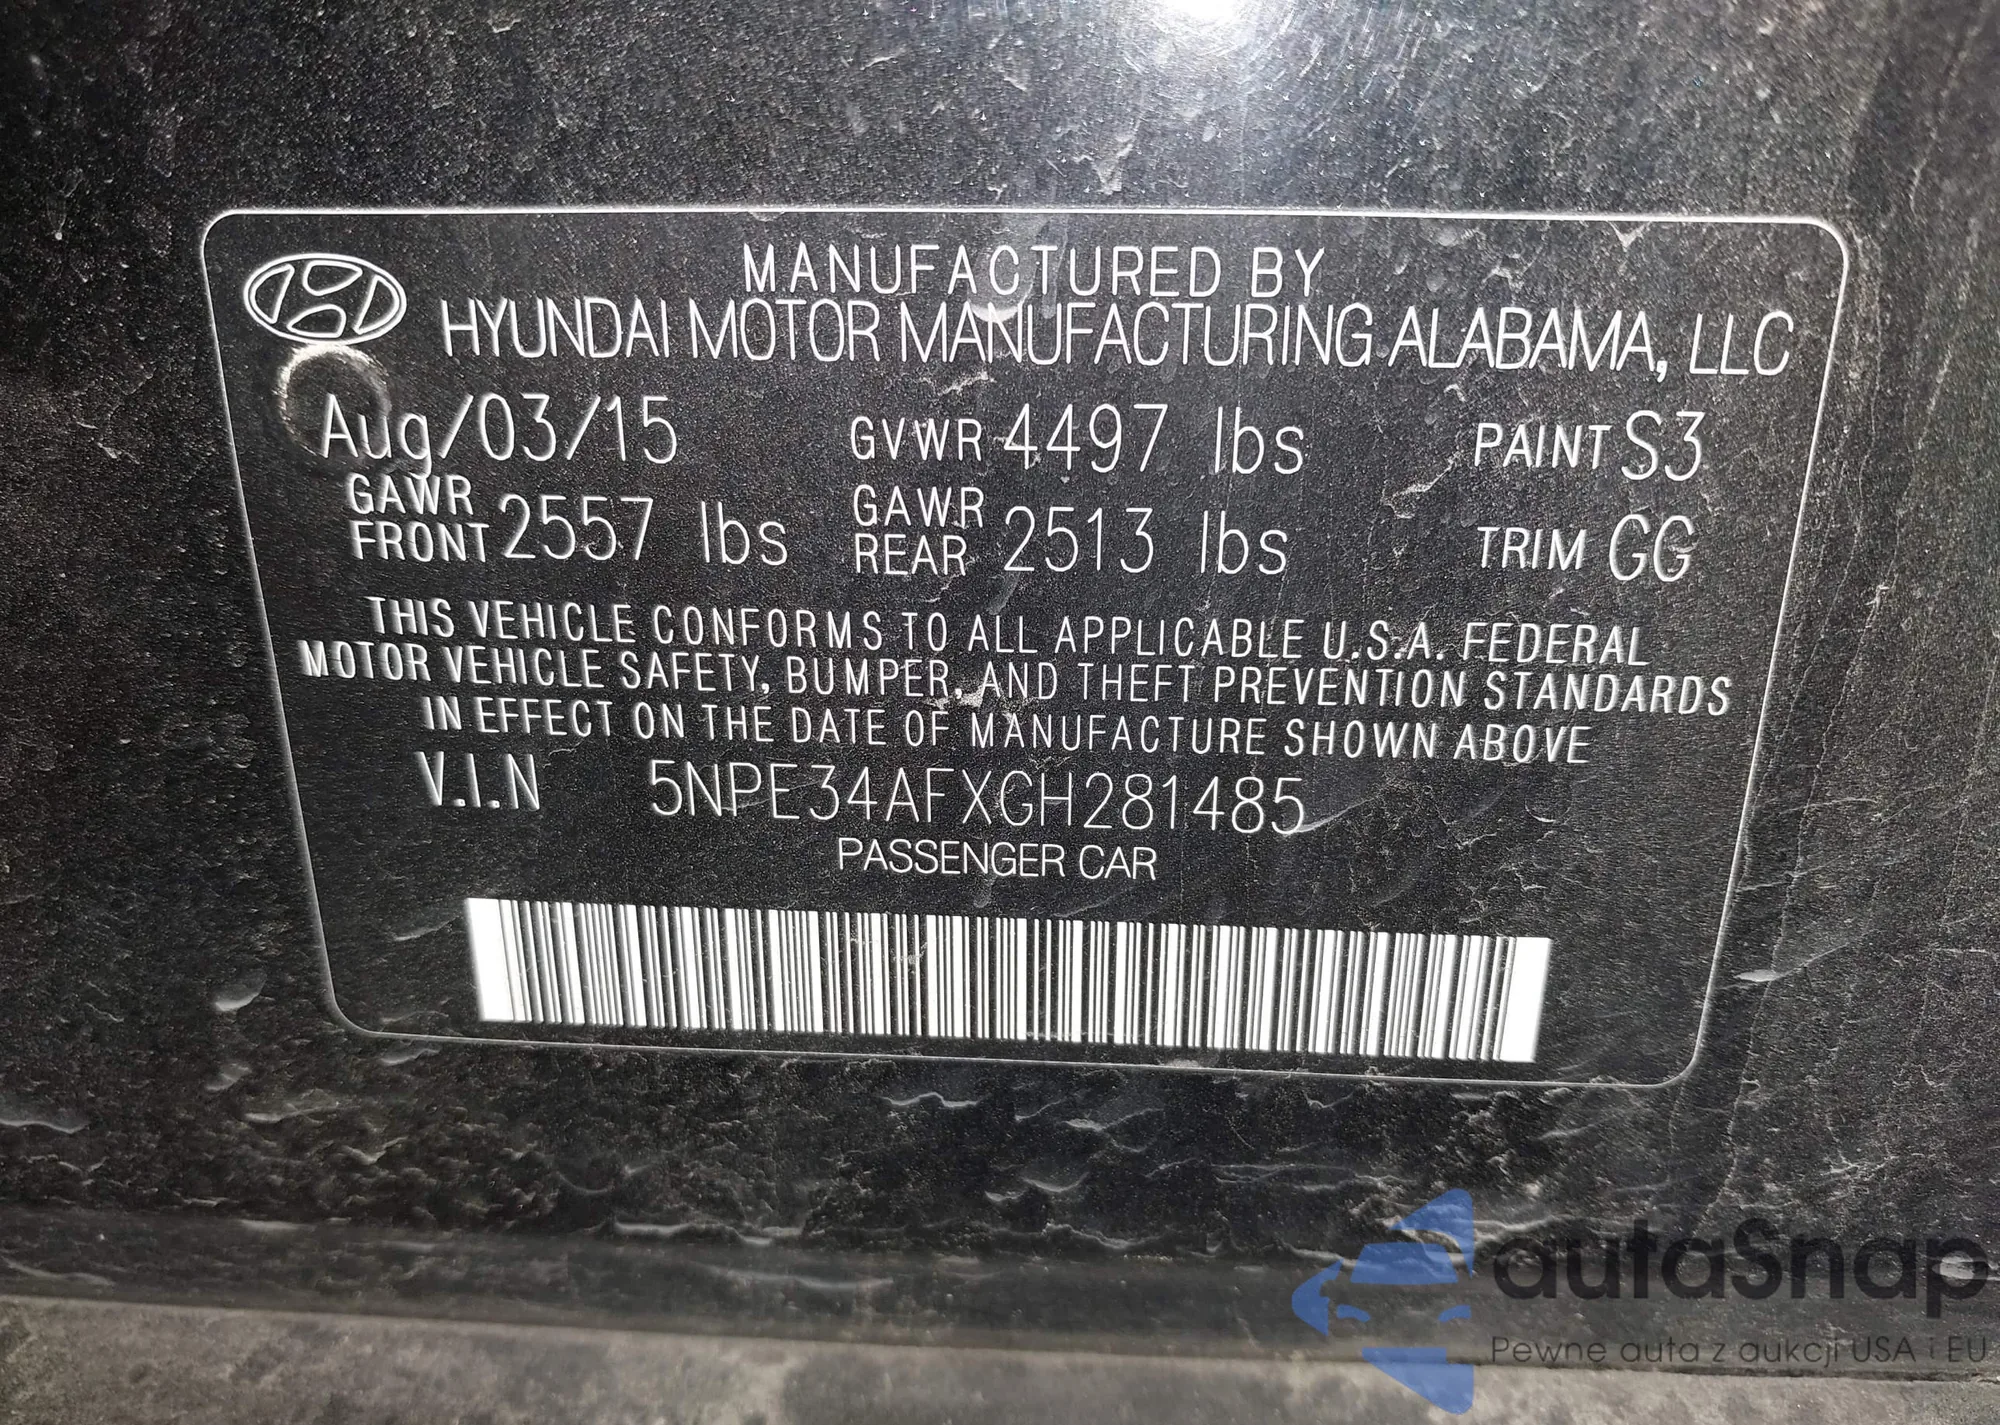 MANUFACTURED BY
HYUNDAI MOTOR MANUFACTURING ALABAMA, LLC
Aug/03/15 GVWR 4497 lbs PAINT S3
GAWR FRONT 2557 lbs GAWR REAR 2513 lbs TRIM GG
THIS VEHICLE CONFORMS TO ALL APPLICABLE U.S.A. FEDERAL
MOTOR VEHICLE SAFETY, BUMPER, AND THEFT PREVENTION STANDARDS
IN EFFECT ON THE DATE OF MANUFACTURE SHOWN ABOVE
V.I.N 5NPE34AFXGH281485
PASSENGER CAR
autaSnap
Pewne auta z aukcji USA i EU